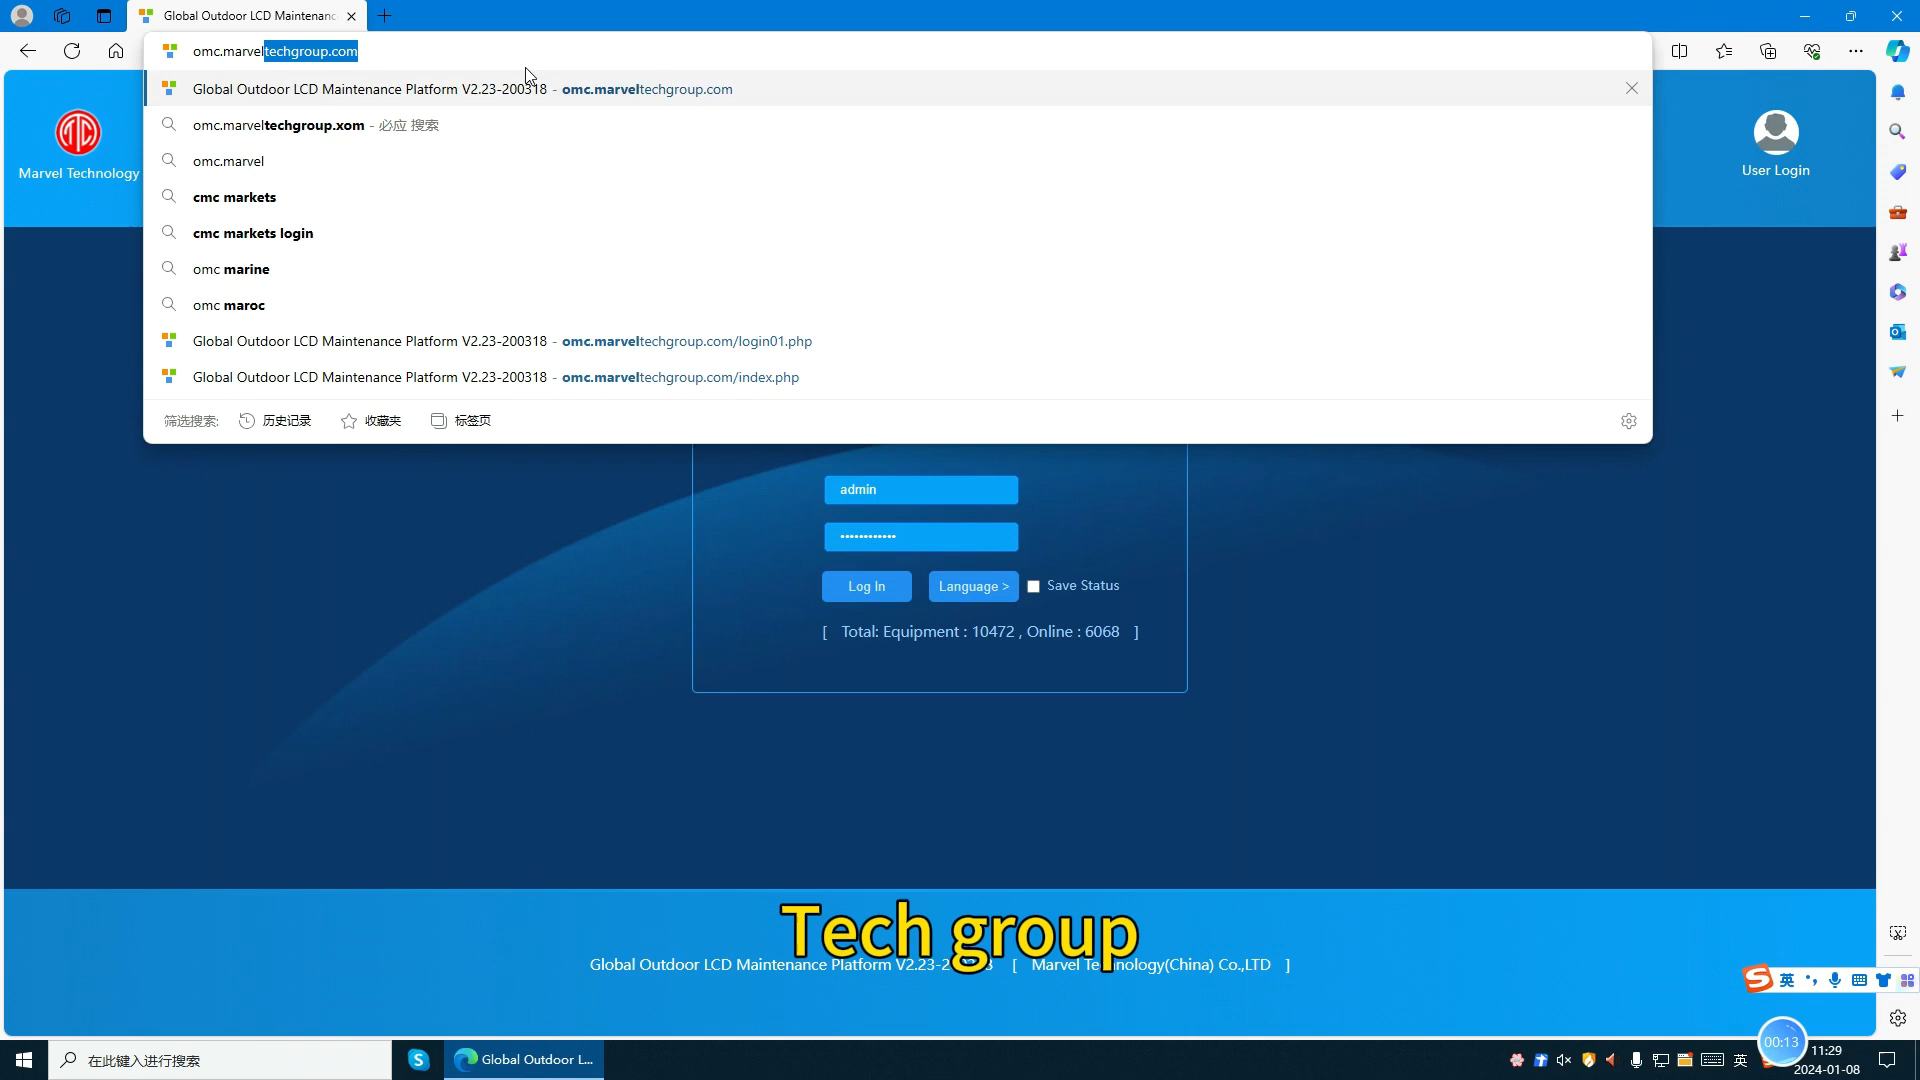 Global Outdoor LCD Maintenanc
omc.marveltechgroup.com
Global Outdoor LCD Maintenance Platform V2.23-200318 - omc.marveltechgroup.com
omc.marveltechgroup.xom - 必应 搜索
omc.marvel
cmc markets
cmc markets login
omc marine
omc maroc
Global Outdoor LCD Maintenance Platform V2.23-200318 - omc.marveltechgroup.com/login01.php
Global Outdoor LCD Maintenance Platform V2.23-200318 - omc.marveltechgroup.com/index.php
筛选搜索: 历史记录 收藏夹 标签页
Marvel Technology
User Login
admin
Log In Language > Save Status
[ Total: Equipment : 10472 , Online : 6068 ]
Tech group
Global Outdoor LCD Maintenance Platform [ Marvel Co.,LTD ]
英
在此键入进行搜索
Global Outdoor L...
英
00:13
11:29
2024-01-08